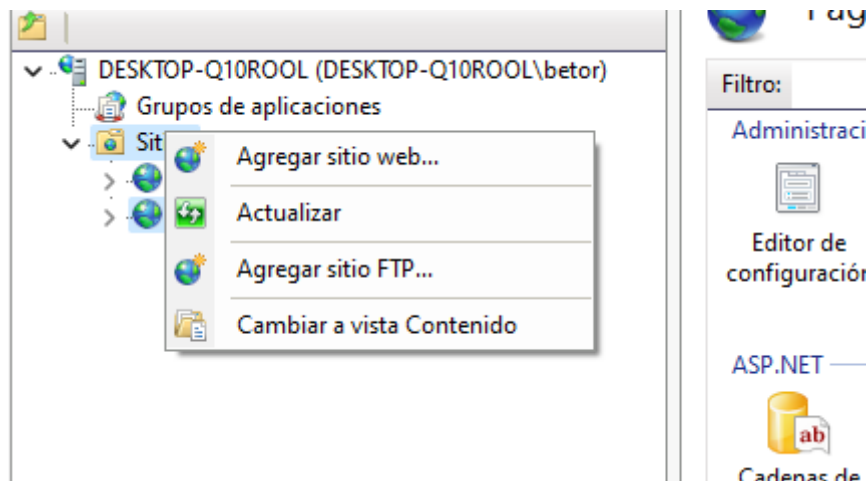 DESKTOP-Q10ROOL (DESKTOP-Q10ROOL\betor)
Grupos de aplicaciones
Sit
Agregar sitio web...
Actualizar
Agregar sitio FTP...
Cambiar a vista Contenido
Filtro:
Administraci
Editor de
configuración
ASP.NET
ab
Cadenas de